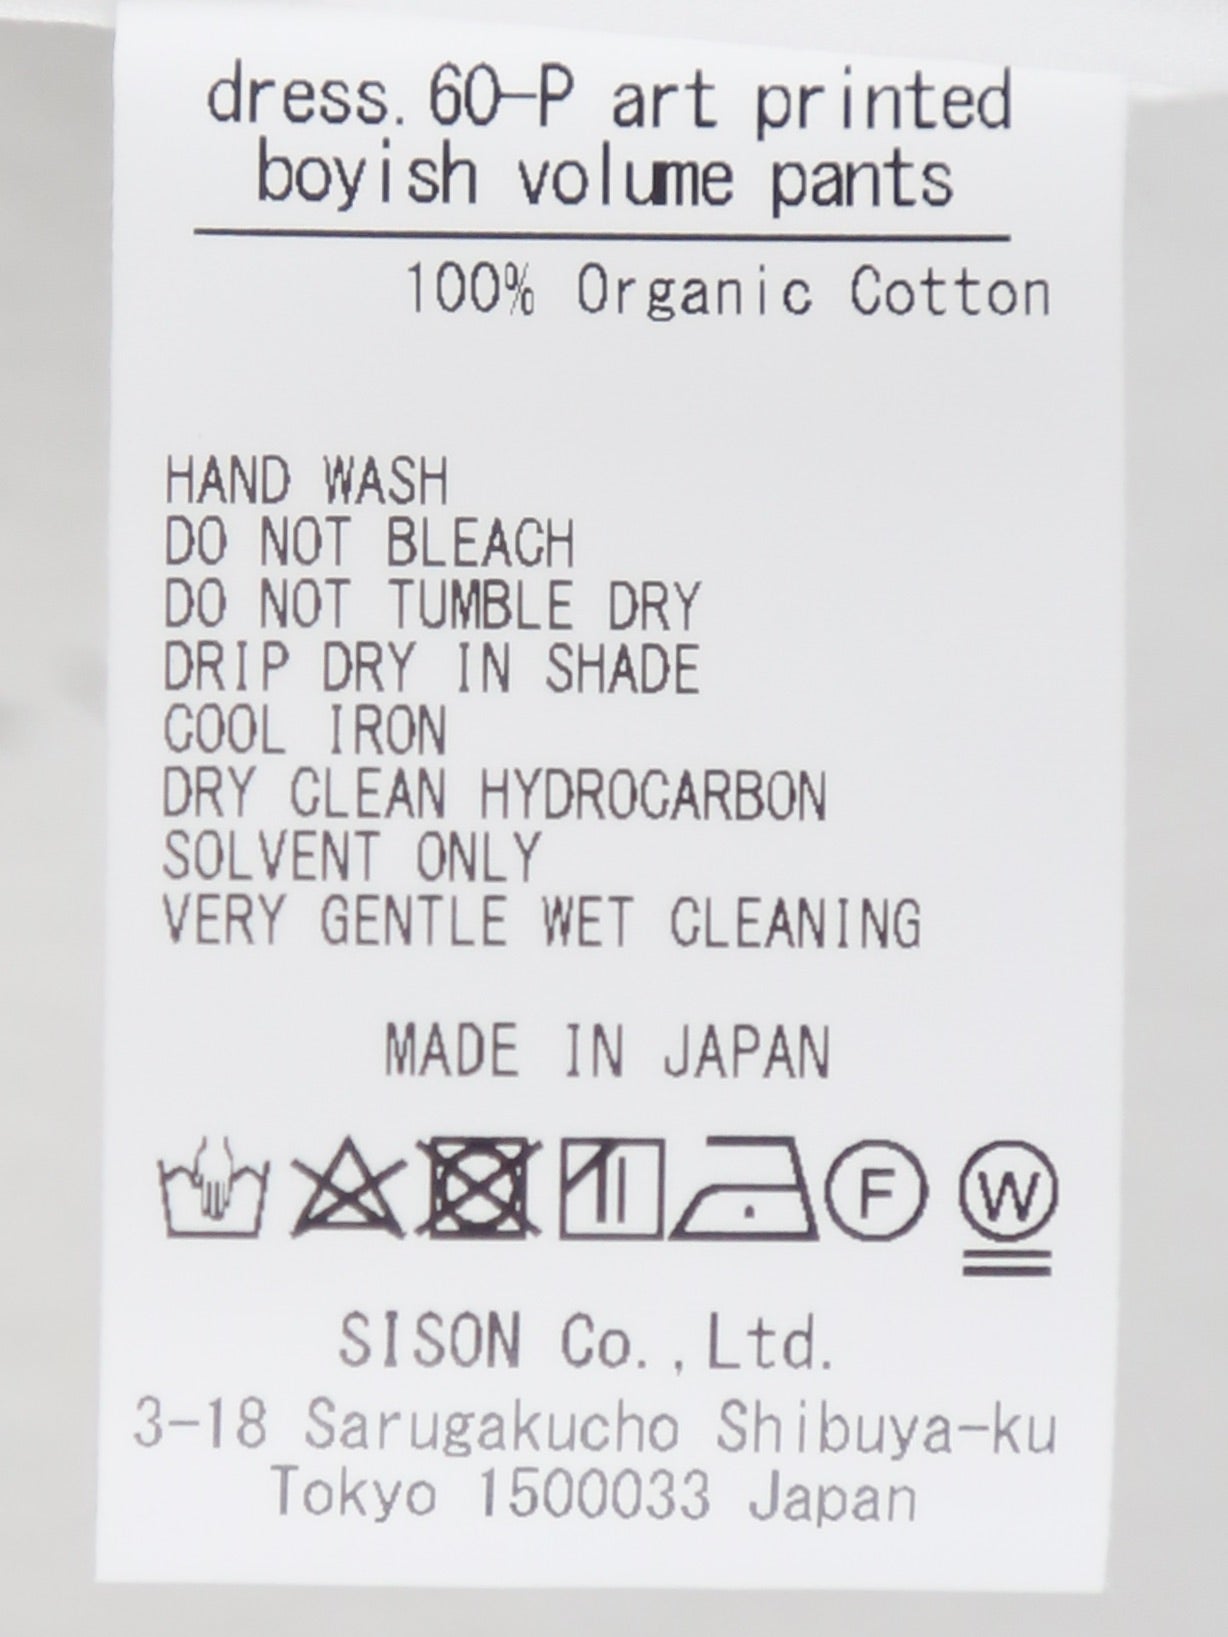 dress. 60-P art printed
boyish volume pants
100% Organic Cotton
HAND WASH
DO NOT BLEACH
DO NOT TUMBLE DRY
DRIP DRY IN SHADE
COOL IRON
DRY CLEAN HYDROCARBON
SOLVENT ONLY
VERY GENTLE WET CLEANING
MADE IN JAPAN
F W
SISON Co., Ltd.
3-18 Sarugakucho Shibuya-ku
Tokyo 1500033 Japan